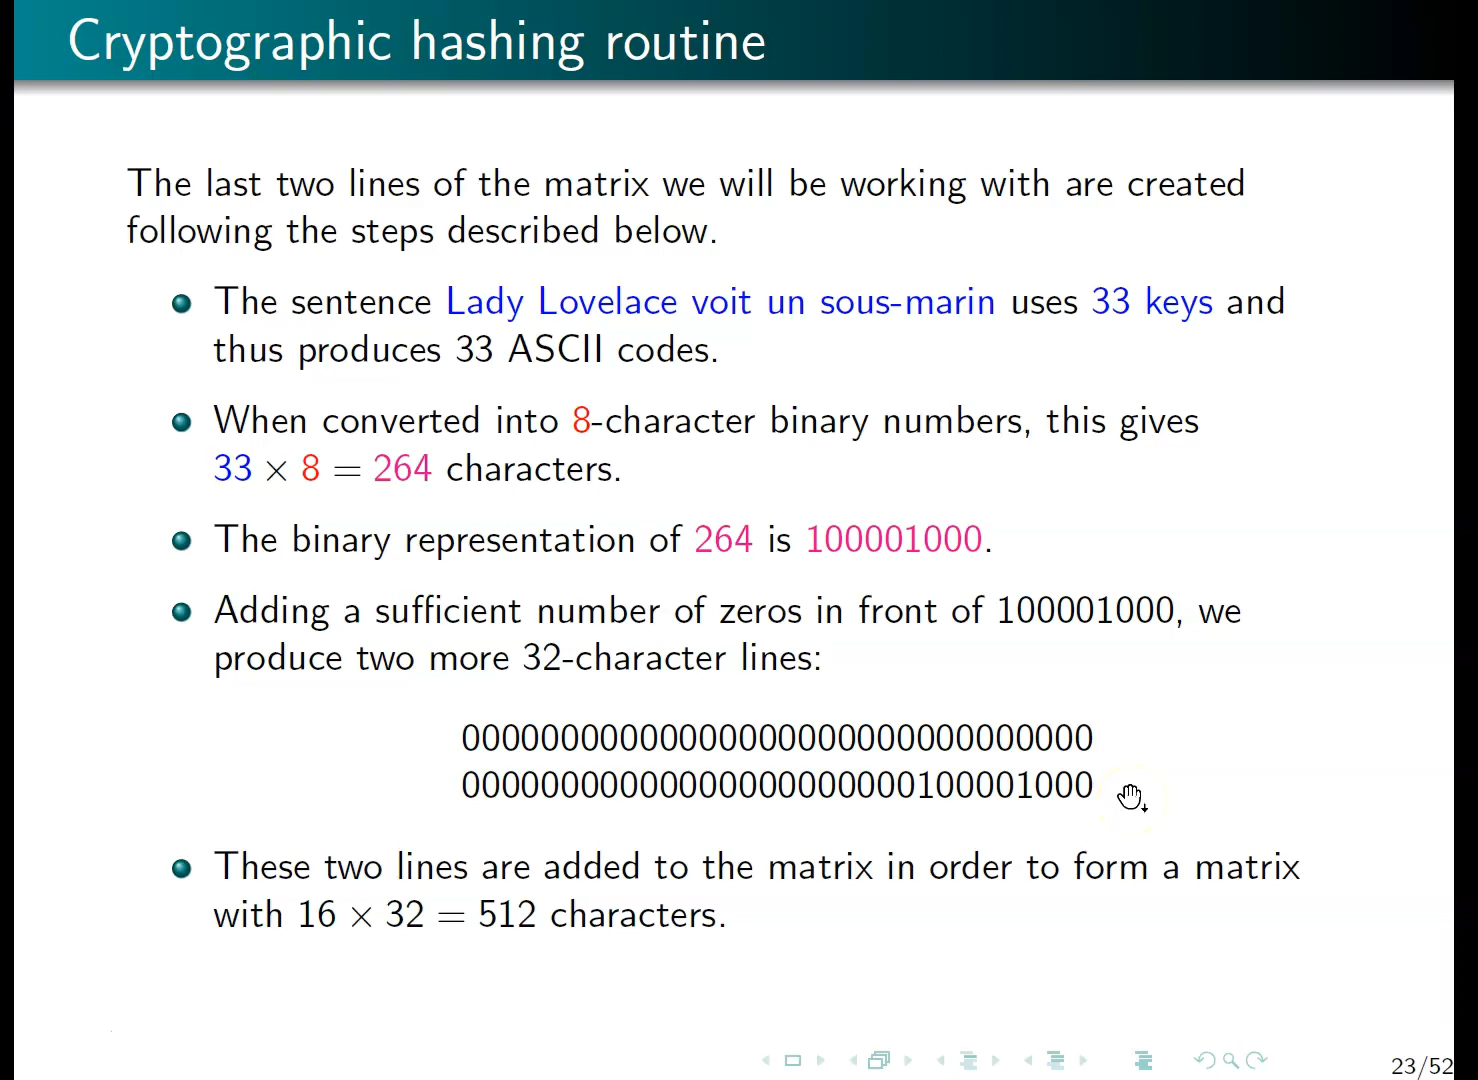 Cryptographic hashing routine
The last two lines of the matrix we will be working with are created
following the steps described below.
The sentence Lady Lovelace voit un sous-marin uses 33 keys and
thus produces 33 ASCII codes.
When converted into 8-character binary numbers, this gives
33 × 8 = 264 characters.
The binary representation of 264 is 100001000.
Adding a sufficient number of zeros in front of 100001000, we
produce two more 32-character lines:
00000000000000000000000000000000
00000000000000000000000100001000
These two lines are added to the matrix in order to form a matrix
with 16 × 32 = 512 characters.
23/52